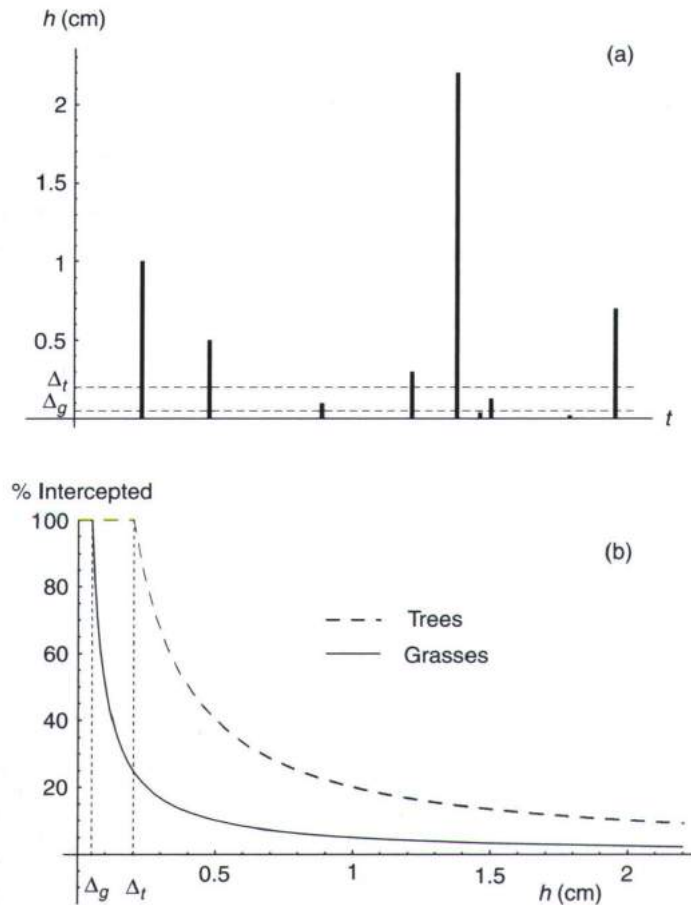 h (cm)
(a)
2
1.5
1
0.5
Δt
Δg
t
% Intercepted
100
(b)
80
Trees
60
Grasses
40
20
0.5
1
1.5
2
Δg
Δt
h (cm)